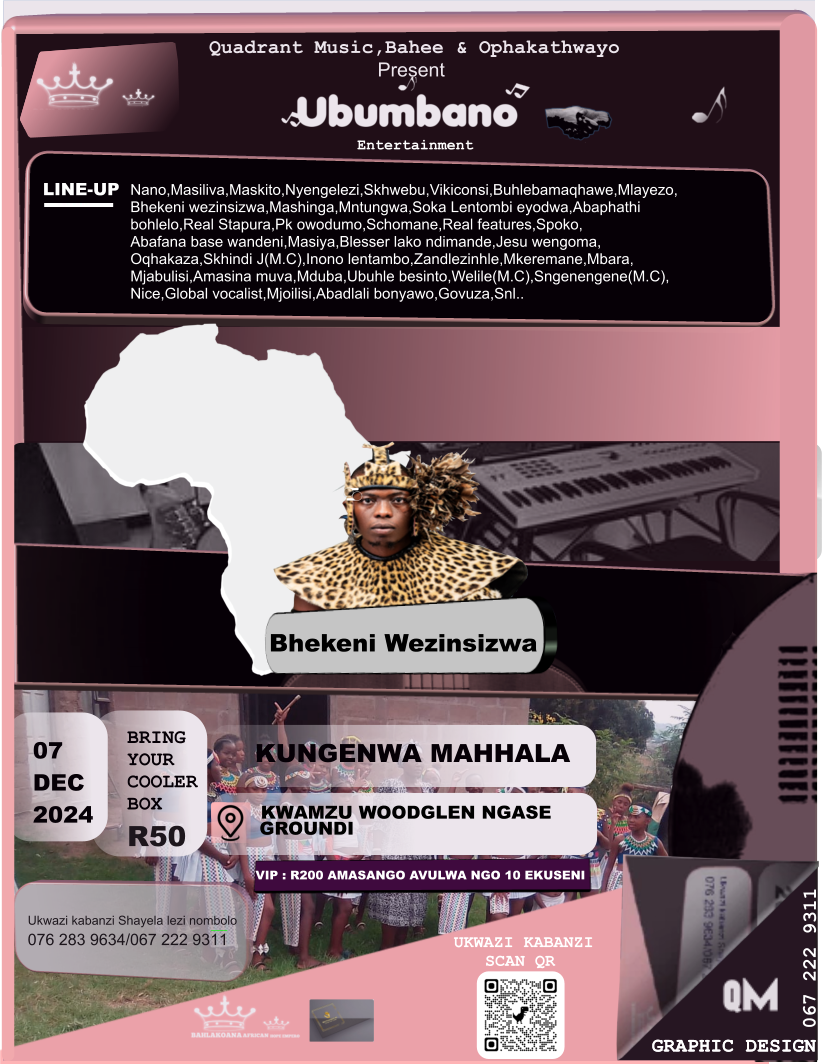 Quadrant Music,Bahee & Ophakathwayo
Present
Ubumbano
Entertainment
LINE-UP
Nano,Masiliva,Maskito,Nyengelezi,Skhwebu,Vikiconsi,Buhlebamaqhawe,Mlayezo,
Bhekeni wezinsizwa,Mashinga,Mntungwa,Soka Lentombi eyodwa,Abaphathi
bohlelo,Real Stapura,Pk owodumo,Schomane,Real features,Spoko,
Abafana base wandeni,Masiya,Blesser lako ndimande,Jesu wengoma,
Oqhakaza,Skhindi J(M.C),Inono lentambo,Zandlezinhle,Mkeremane,Mbara,
Mjabulisi,Amasina muva,Mduba,Ubuhle besinto,Welile(M.C),Sngenengene(M.C),
Nice,Global vocalist,Mjoilisi,Abadlali bonyawo,Govuza,Snl..
Bhekeni Wezinsizwa
07
DEC
2024
BRING
YOUR
COOLER
BOX
R50
KUNGENWA MAHHALA
KWAMZU WOODGLEN NGASE
GROUNDI
VIP : R200 AMASANGO AVULWA NGO 10 EKUSENI
Ukwazi kabanzi Shayela lezi nombolo
076 283 9634/067 222 9311
UKWAZI KABANZI
SCAN QR
QM
GRAPHIC DESIGN
067 222 9311